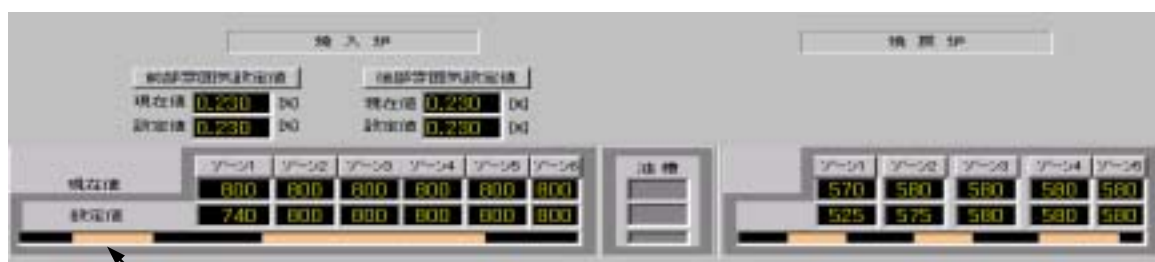 焼 入 炉
焼 戻 炉
前部雰囲気設定値 後部雰囲気設定値
現在値 0.230 [%] 現在値 0.230 [%]
設定値 0.230 [%] 設定値 0.230 [%]
ゾーン1 ゾーン2 ゾーン3 ゾーン4 ゾーン5 ゾーン6 油 槽 ゾーン1 ゾーン2 ゾーン3 ゾーン4 ゾーン5
現在値 800 800 800 800 800 800 570 580 580 580 580
設定値 740 800 800 800 800 800 525 575 580 580 580